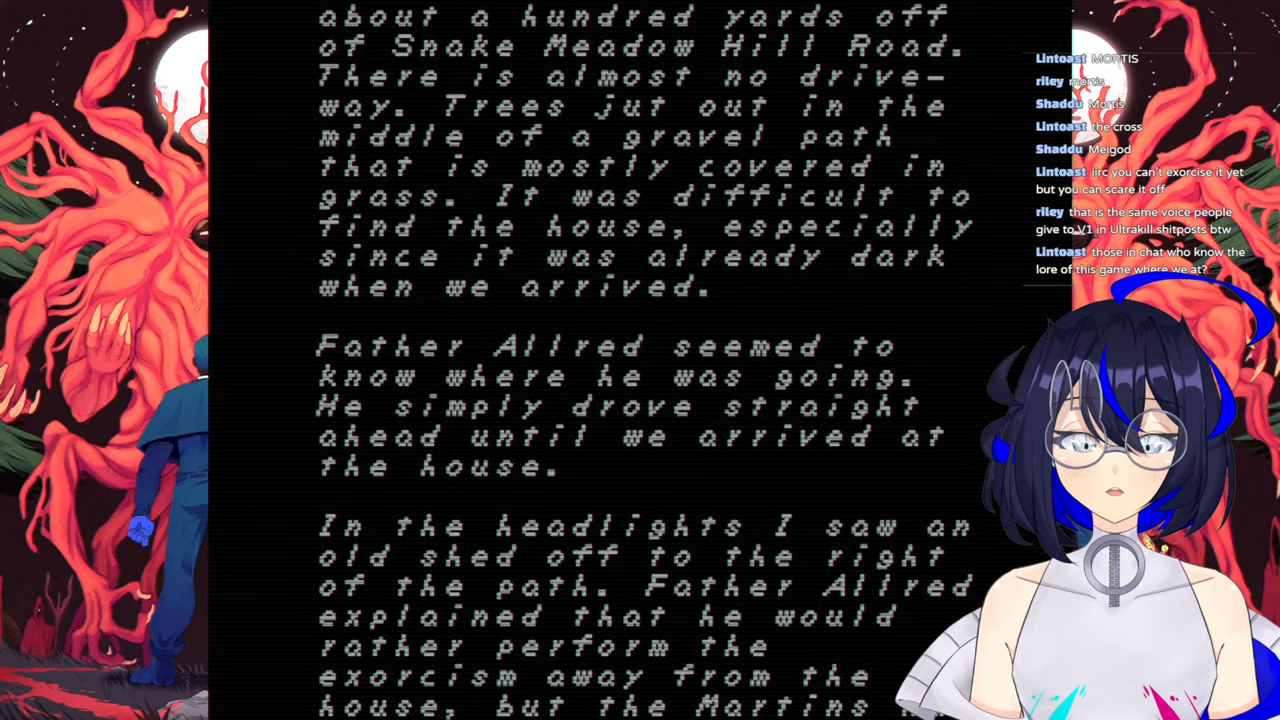 about a hundred yards off
of Snake Meadow Hill Road.
There is almost no drive-
way. Trees jut out in the
middle of a gravel path
that is mostly covered in
grass. It was difficult to
find the house, especially
since it was already dark
when we arrived.
Father Allred seemed to
know where he was going.
He simply drove straight
ahead until we arrived at
the house.
In the headlights I saw an
old shed off to the right
of the path. Father Allred
explained that he would
rather perform the
exorcism away from the
house, but the Martins
Lintoast MORTIS
riley mortis
Shaddu Mortis
Lintoast the cross
Shaddu Meigod
Lintoast iirc you can't exorcise it yet
but you can scare it off
riley that is the same voice people
give to V1 in Ultrakill shitposts btw
Lintoast those in chat who know the
lore of this game where we at?